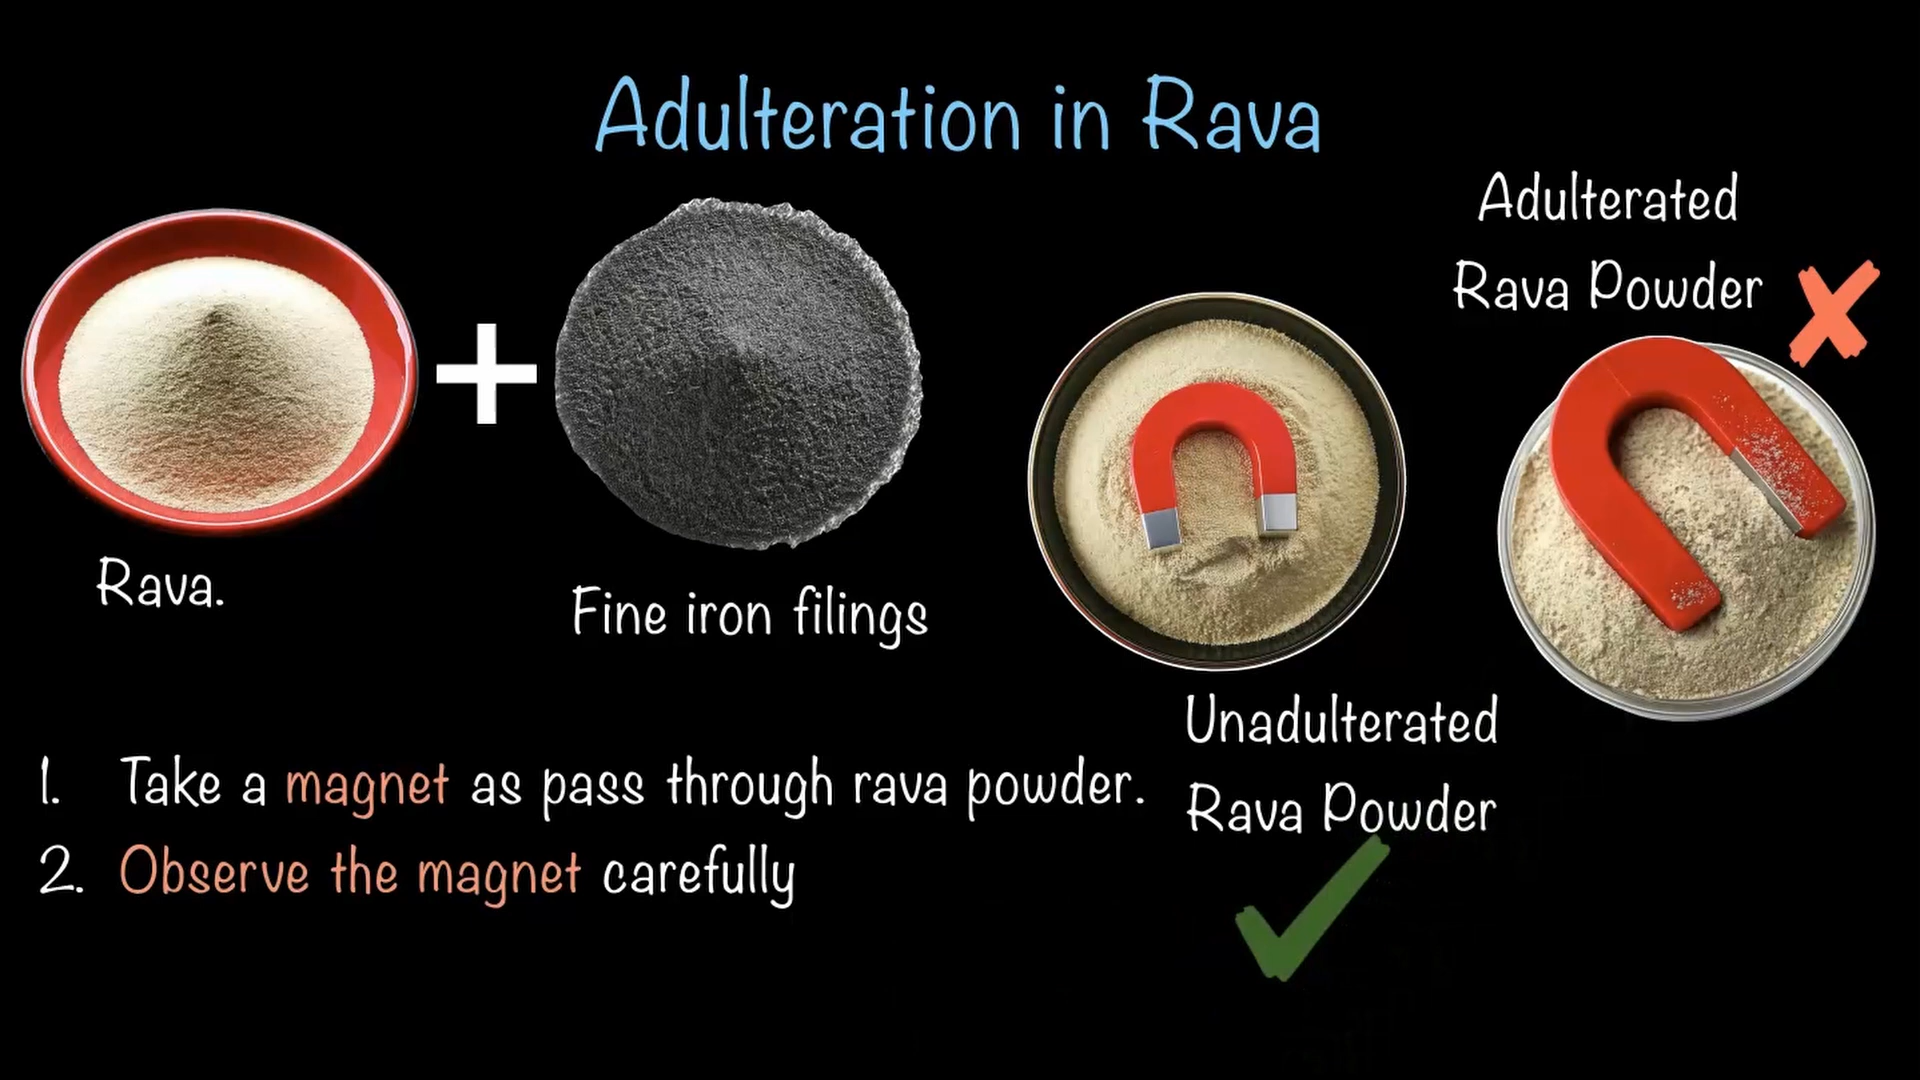 Adulteration in Rava
Adulterated
Rava Powder
Rava.
Fine iron filings
Unadulterated
Rava Powder
1. Take a magnet as pass through rava powder.
2. Observe the magnet carefully